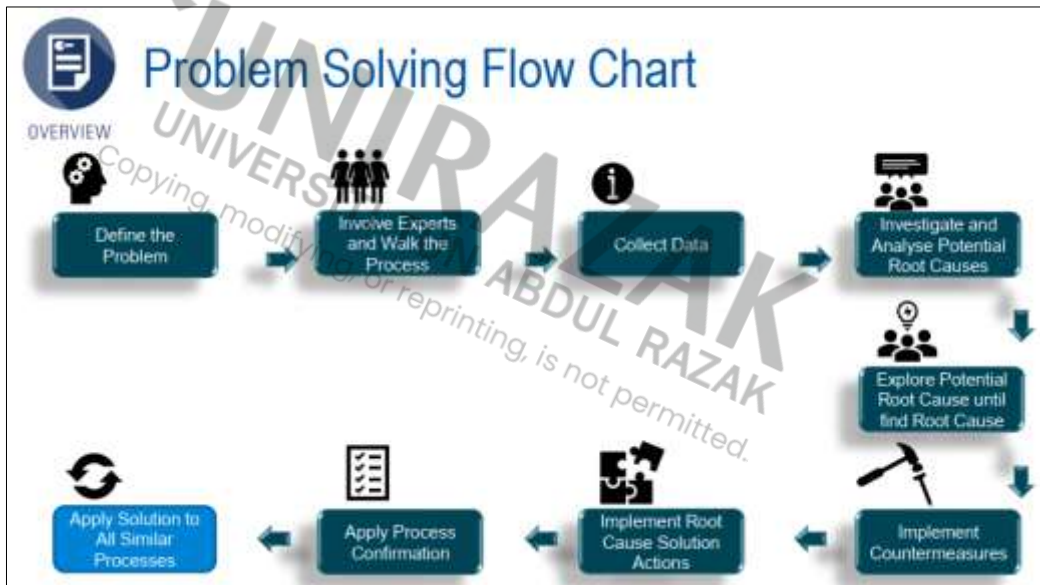 Problem Solving Flow Chart
OVERVIEW
Define the
Problem
Involve Experts
and Walk the
Process
Collect Data
Investigate and
Analyse Potential
Root Causes
Explore Potential
Root Cause until
find Root Cause
Implement
Countermeasures
Implement Root
Cause Solution
Actions
Apply Process
Confirmation
Apply Solution to
All Similar
Processes
UNIRAZAK
ABDUL RAZAK
Copying, modifying, or reprinting, is not permitted.